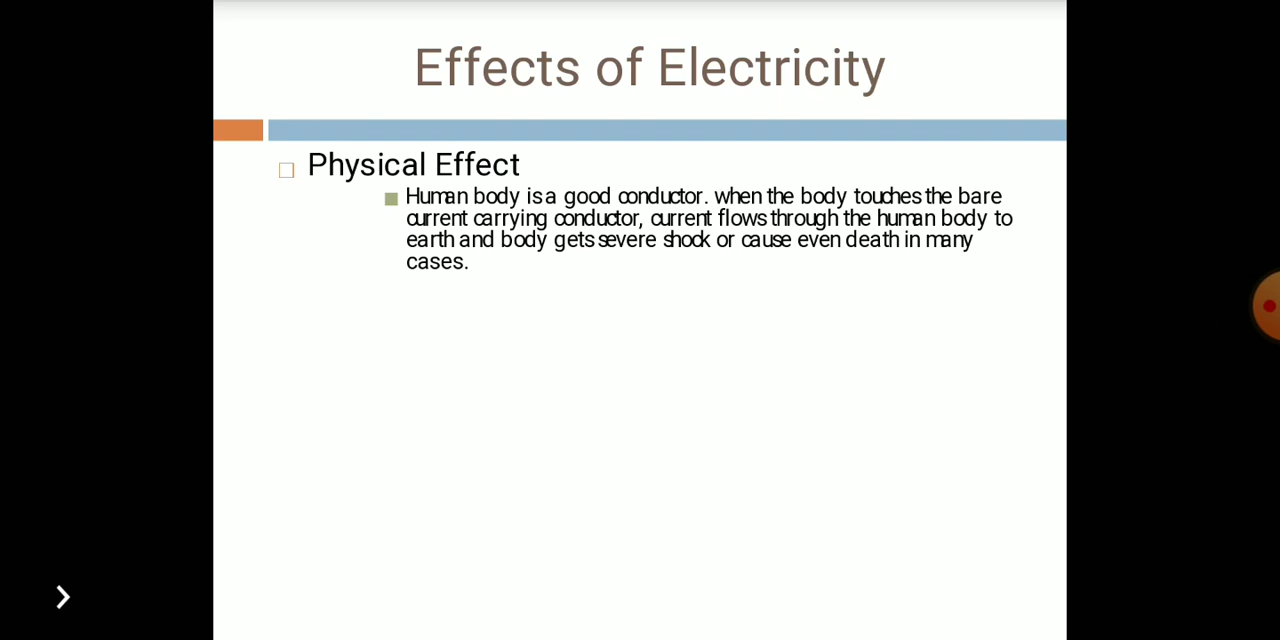 Effects of Electricity
Physical Effect
Human body is a good conductor. when the body touches the bare
current carrying conductor, current flows through the human body to
earth and body gets severe shock or cause even death in many
cases.